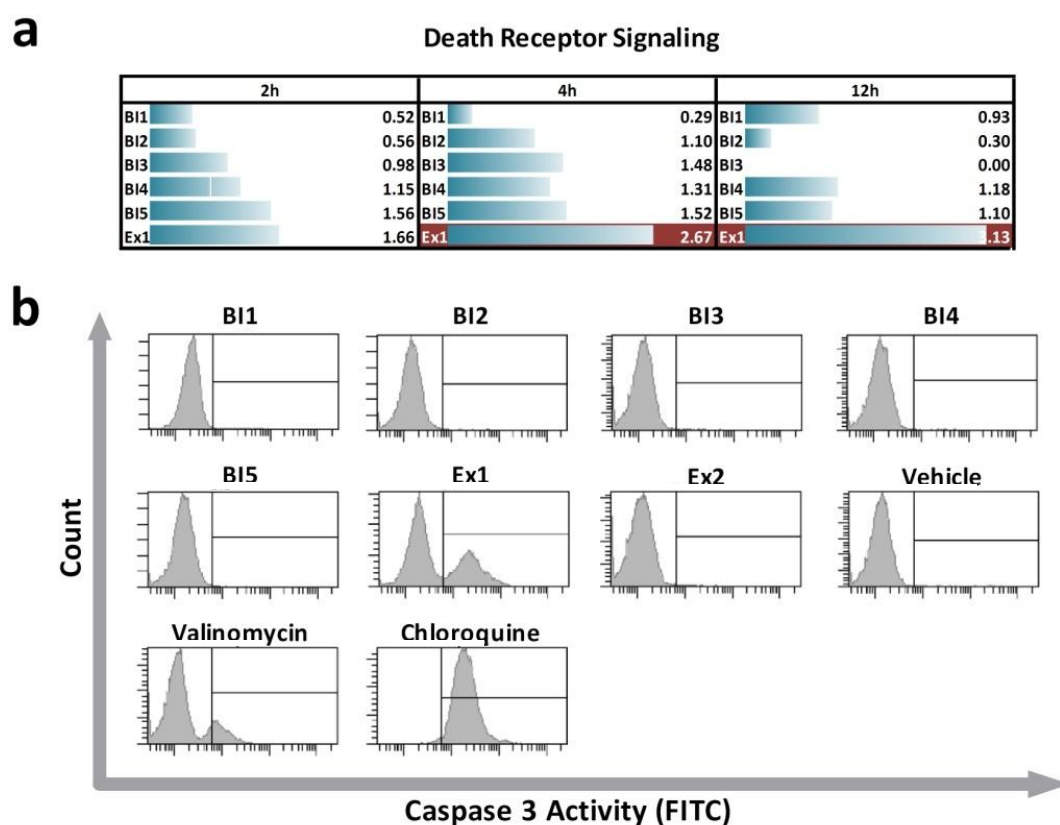 a
Death Receptor Signaling
2h 4h 12h
BI1 0.52 BI1 0.29 BI1 0.93
BI2 0.56 BI2 1.10 BI2 0.30
BI3 0.98 BI3 1.48 BI3 0.00
BI4 1.15 BI4 1.31 BI4 1.18
BI5 1.56 BI5 1.52 BI5 1.10
Ex1 1.66 Ex1 2.67 Ex1 3.13
b
BI1 BI2 BI3 BI4
BI5 Ex1 Ex2 Vehicle
Valinomycin Chloroquine
Count
Caspase 3 Activity (FITC)